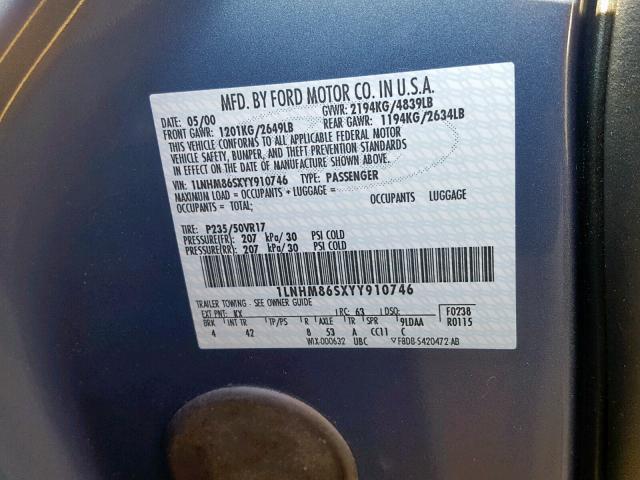 MFD. BY FORD MOTOR CO. IN U.S.A.
DATE: 05/00 GVWR: 2194KG/4839LB
FRONT GAWR: 1201KG/2649LB REAR GAWR: 1194KG/2634LB
THIS VEHICLE CONFORMS TO ALL APPLICABLE FEDERAL MOTOR
VEHICLE SAFETY, BUMPER, AND THEFT PREVENTION STANDARDS
IN EFFECT ON THE DATE OF MANUFACTURE SHOWN ABOVE.
VIN: 1LNHM86SXYY910746 TYPE: PASSENGER
MAXIMUM LOAD = OCCUPANTS + LUGGAGE = OCCUPANTS LUGGAGE
OCCUPANTS = TOTAL;
TIRE: P235/50VR17
PRESSURE(FR): 207 kPa/30 PSI COLD
PRESSURE(RR): 207 kPa/30 PSI COLD
1LNHM86SXYY910746
TRAILER TOWING - SEE OWNER GUIDE
EXT PNT: KX RC: 63 DSO: F0238
BRK INT TR TP/PS R AXLE TR SPR 9LDAA R0115
4 42 8 53 A CC11 C
WIX-000632 UBC F8DB-5420472-AB